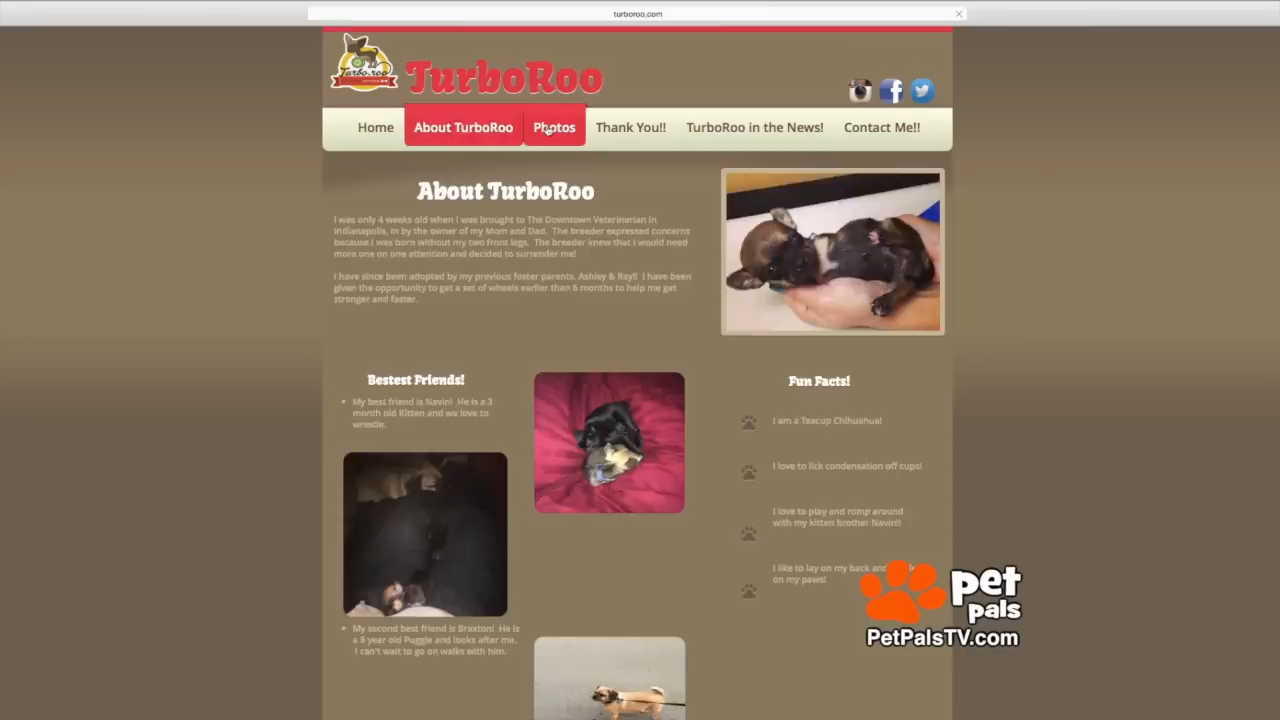 turboroo.com
Turbo.roo
TurboRoo
Home
About TurboRoo
Photos
Thank You!!
TurboRoo in the News!
Contact Me!!
About TurboRoo
I was only 4 weeks old when I was brought to The Downtown Veterinarian in
Indianapolis, In by the owner of my Mom and Dad. The breeder expressed concerns
because I was born without my two front legs. The breeder knew that I would need
more one on one attention and decided to surrender me!
I have since been adopted by my previous foster parents, Ashley & Ray!! I have been
given the opportunity to get a set of wheels earlier than 6 months to help me get
stronger and faster.
Bestest Friends!
My best friend is Navin! He is a 3
month old Kitten and we love to
wrestle.
My second best friend is Braxton! He is
a 8 year old Puggle and looks after me.
I can't wait to go on walks with him.
Fun Facts!
I am a Teacup Chihuahua!
I love to lick condensation off cups!
I love to play and romp around
with my kitten brother Navin!!
I like to lay on my back and
on my paws!
pet
pals
PetPalsTV.com